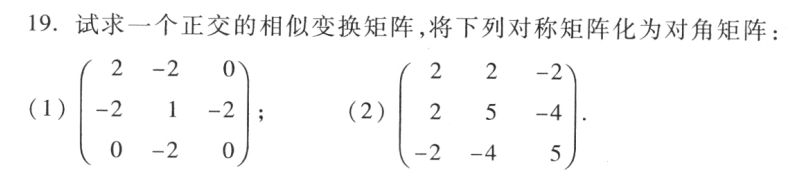 19. 试求一个正交的相似变换矩阵,将下列对称矩阵化为对角矩阵:
2 -2 0 2 2 -2
(1) -2 1 -2 ; (2) 2 5 -4 .
0 -2 0 -2 -4 5